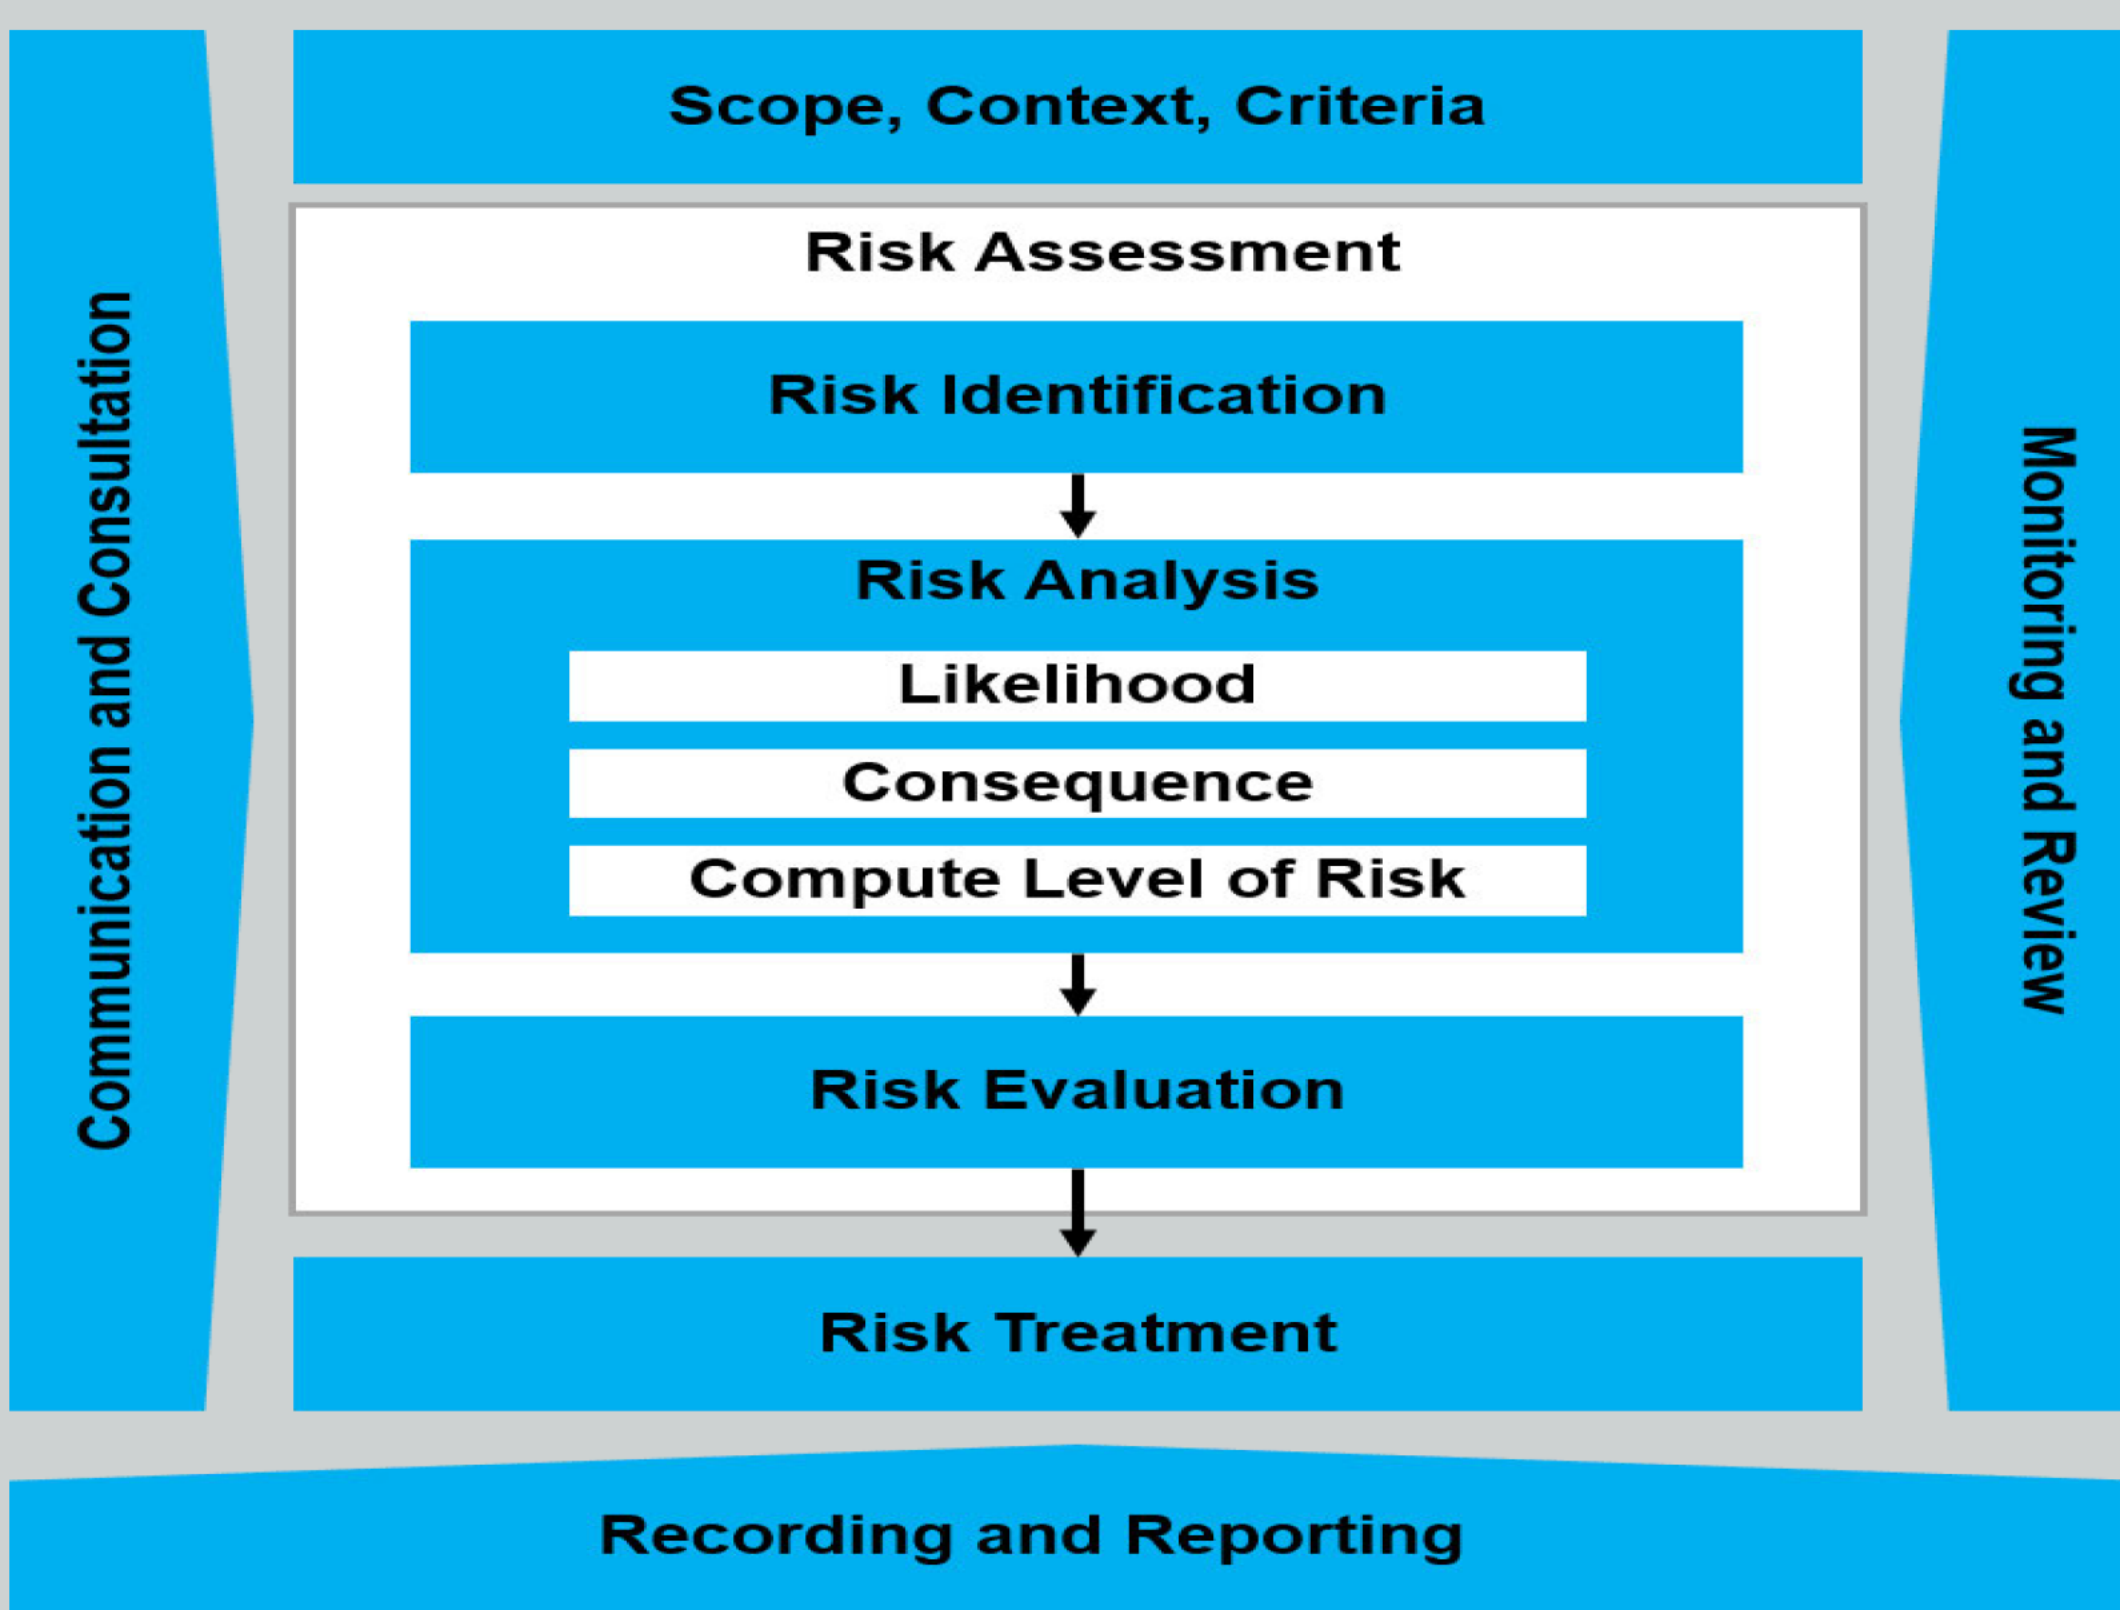 Scope, Context, Criteria
Communication and Consultation
Risk Assessment
Risk Identification
Risk Analysis
Likelihood
Consequence
Compute Level of Risk
Risk Evaluation
Monitoring and Review
Risk Treatment
Recording and Reporting